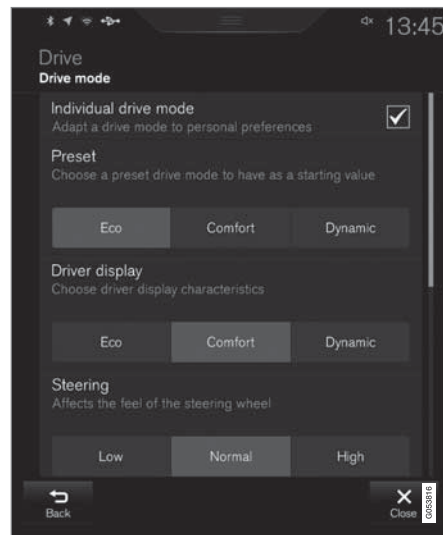 13:45
Drive
Drive mode
Individual drive mode
Adapt a drive mode to personal preferences
Preset
Choose a preset drive mode to have as a starting value
Eco Comfort Dynamic
Driver display
Choose driver display characteristics
Eco Comfort Dynamic
Steering
Affects the feel of the steering wheel
Low Normal High
Back Close
G053816